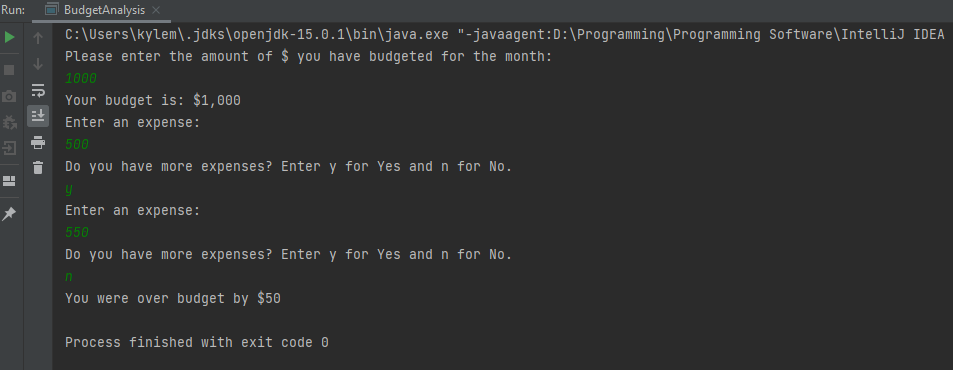 Run: BudgetAnalysis ×
C:\Users\kylem\.jdks\openjdk-15.0.1\bin\java.exe "-javaagent:D:\Programming\Programming Software\IntelliJ IDEA
Please enter the amount of $ you have budgeted for the month:
1000
Your budget is: $1,000
Enter an expense:
500
Do you have more expenses? Enter y for Yes and n for No.
y
Enter an expense:
550
Do you have more expenses? Enter y for Yes and n for No.
n
You were over budget by $50
Process finished with exit code 0